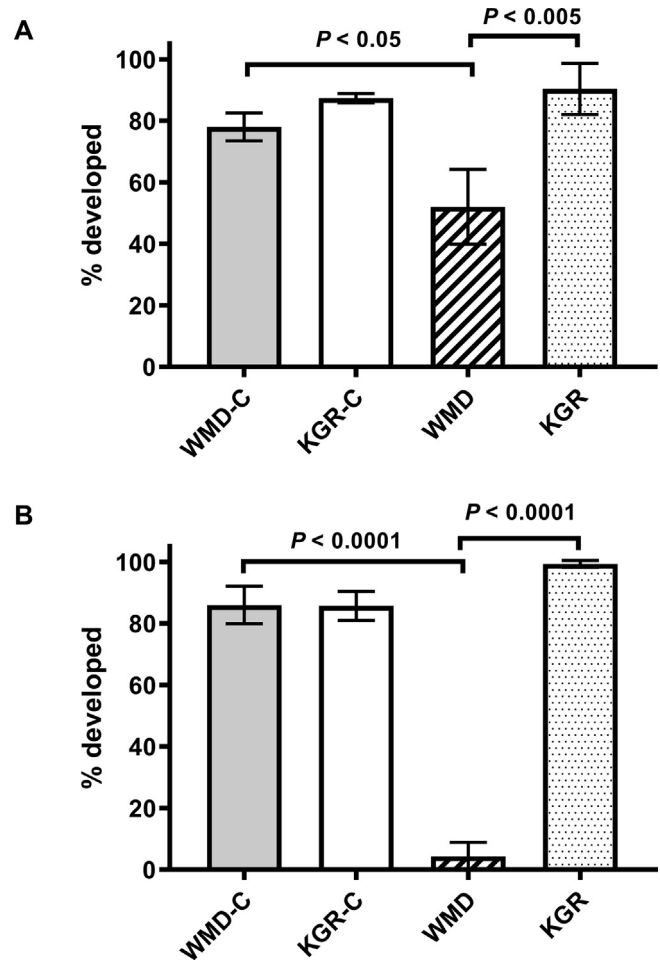 A
P < 0.05
P < 0.005
% developed
100
80
60
40
20
0
WMD-C
KGR-C
WMD
KGR
B
P < 0.0001
P < 0.0001
% developed
100
80
60
40
20
0
WMD-C
KGR-C
WMD
KGR